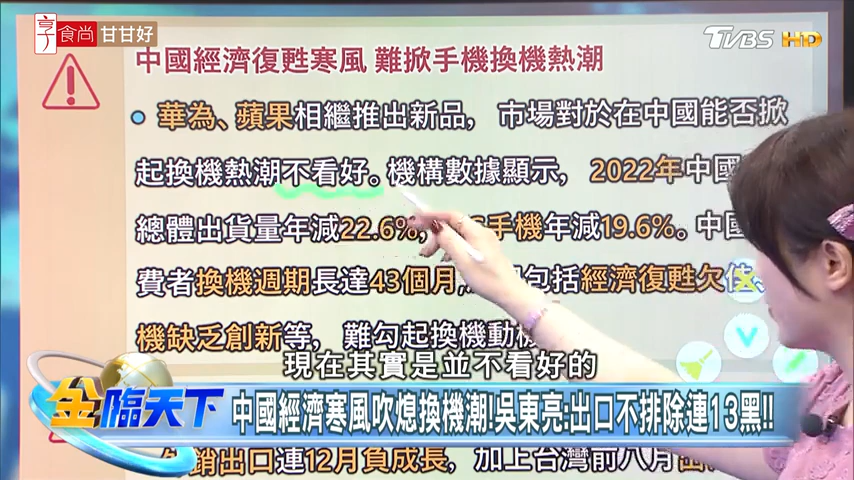 享食尚 甘甘好
TVBS HD
中國經濟復甦寒風 難掀手機換機熱潮
華為、蘋果相繼推出新品，市場對於在中國能否掀
起換機熱潮不看好。機構數據顯示，2022年中國
總體出貨量年減22.6%， 手機年減19.6%。中國
費者換機週期長達43個月， 包括經濟復甦欠佳、
機缺乏創新等，難勾起換機動機
現在其實是並不看好的
金臨天下
中國經濟寒風吹熄換機潮!吳東亮:出口不排除連13黑!!
外銷出口連12月負成長，加上台灣前八月出